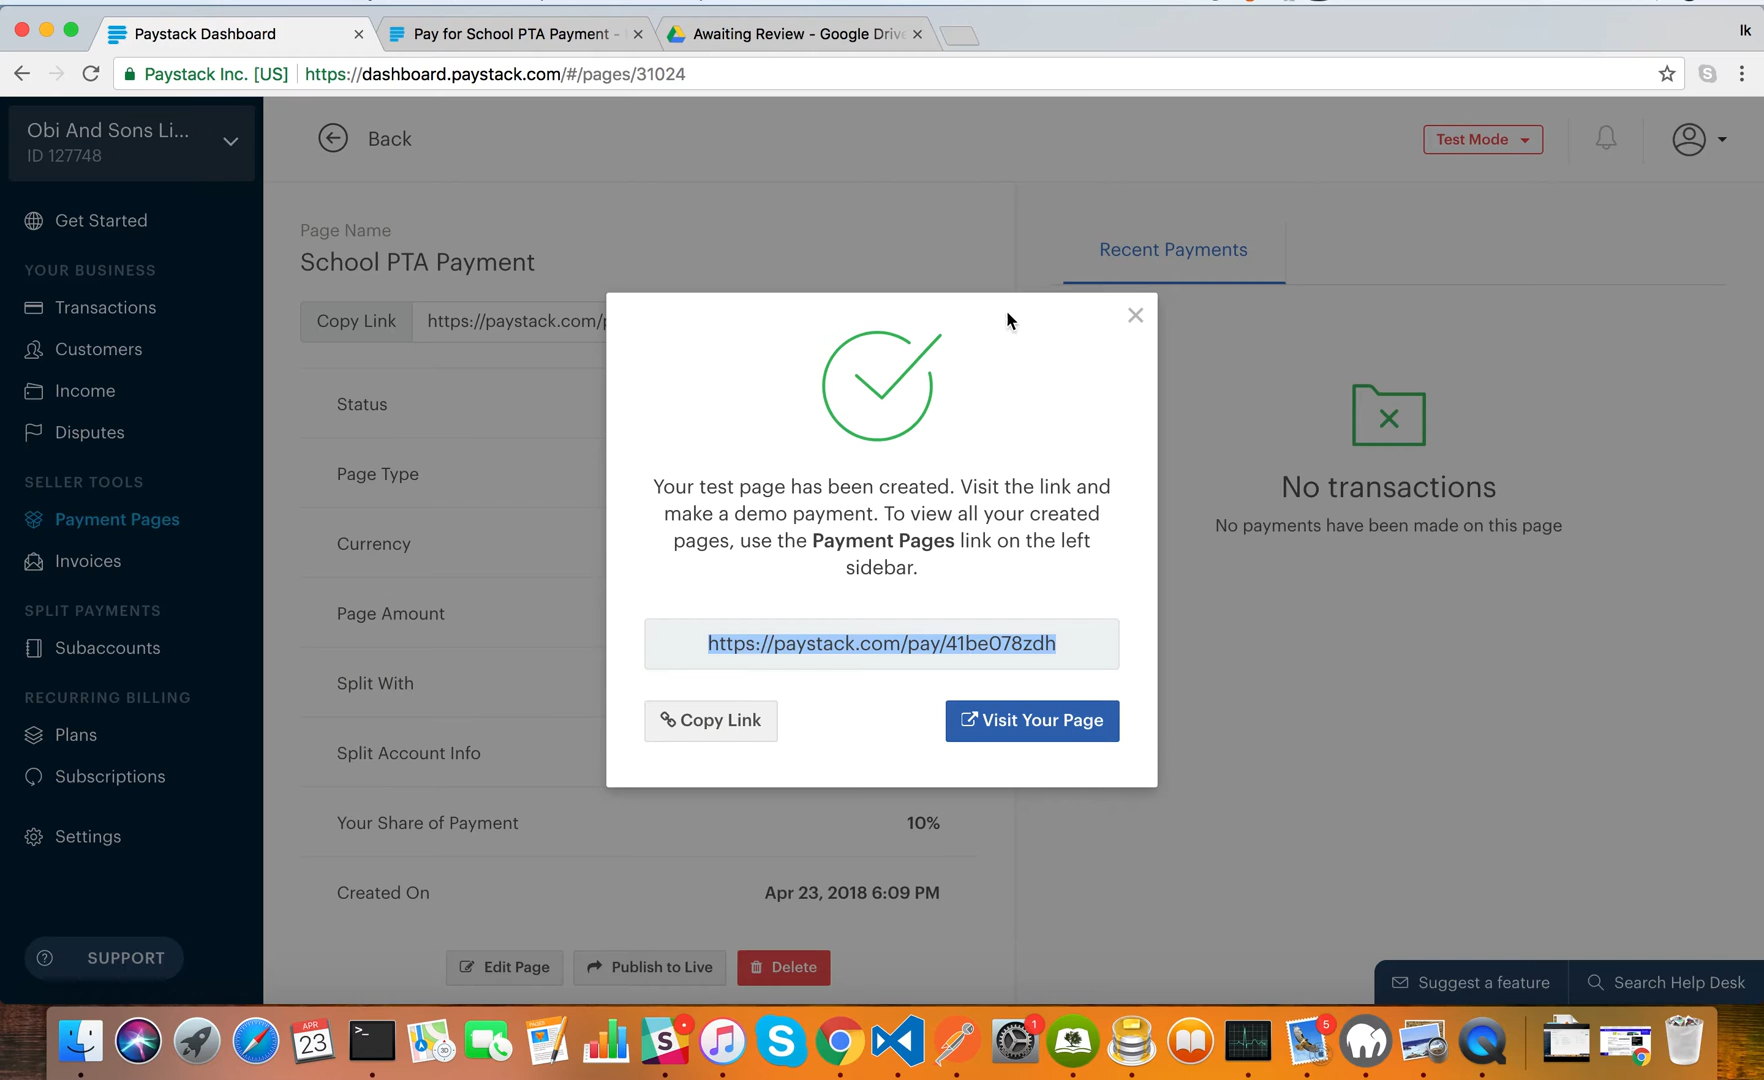 Paystack Dashboard
Pay for School PTA Payment -
Awaiting Review - Google Drive
Ik
Paystack Inc. [US]
https://dashboard.paystack.com/#/pages/31024
Obi And Sons Li...
ID 127748
Back
Test Mode
Get Started
YOUR BUSINESS
Transactions
Customers
Income
Disputes
SELLER TOOLS
Payment Pages
Invoices
SPLIT PAYMENTS
Subaccounts
RECURRING BILLING
Plans
Subscriptions
Settings
SUPPORT
Page Name
School PTA Payment
Copy Link
https://paystack.com/p
Status
Page Type
Currency
Page Amount
Split With
Split Account Info
Your Share of Payment
10%
Created On
Apr 23, 2018 6:09 PM
Edit Page
Publish to Live
Delete
Your test page has been created. Visit the link and
make a demo payment. To view all your created
pages, use the Payment Pages link on the left
sidebar.
https://paystack.com/pay/41be078zdh
Copy Link
Visit Your Page
Recent Payments
No transactions
No payments have been made on this page
Suggest a feature
Search Help Desk
APR
23
3D
1
5